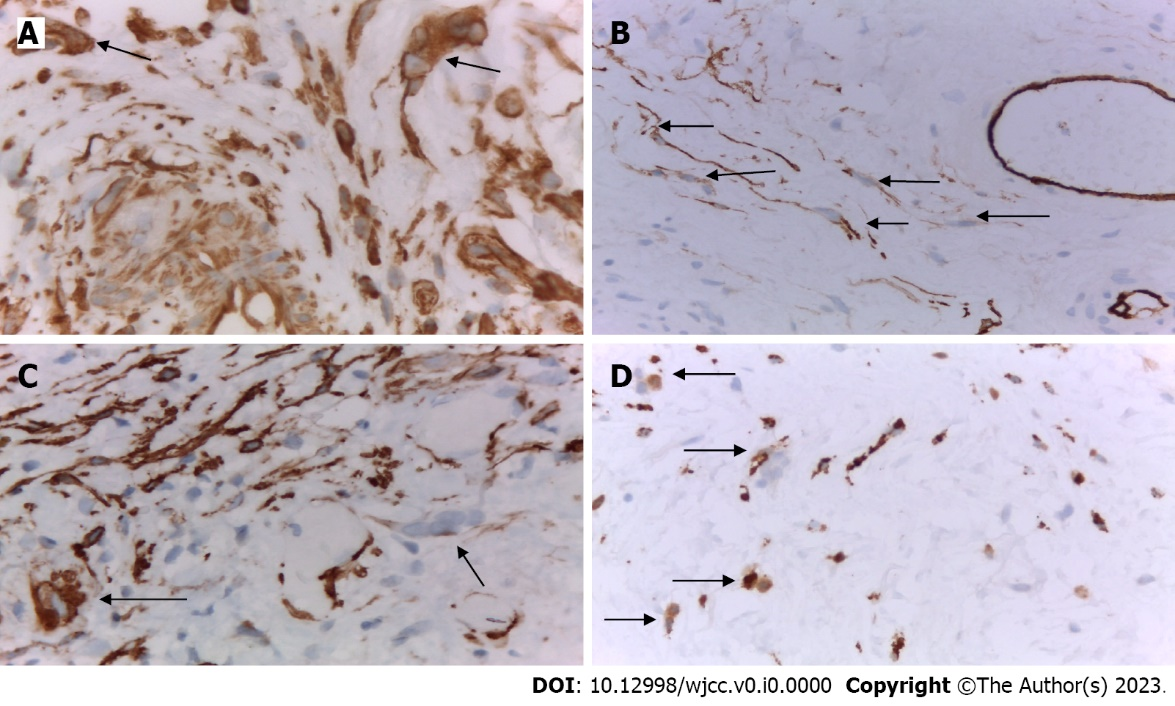 A
B
C
D
DOI: 10.12998/wjcc.v0.i0.0000 Copyright ©The Author(s) 2023.